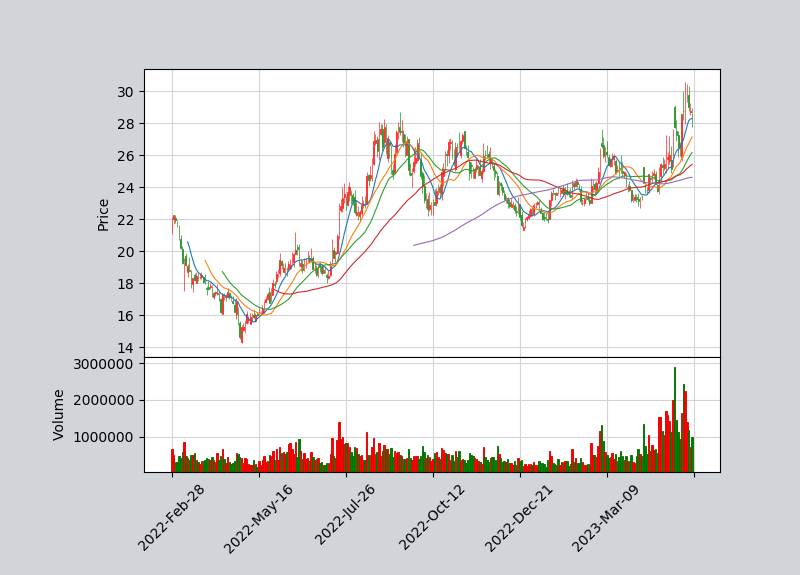 Price
30
28
26
24
22
20
18
16
14
Volume
3000000
2000000
1000000
2022-Feb-28
2022-May-16
2022-Jul-26
2022-Oct-12
2022-Dec-21
2023-Mar-09